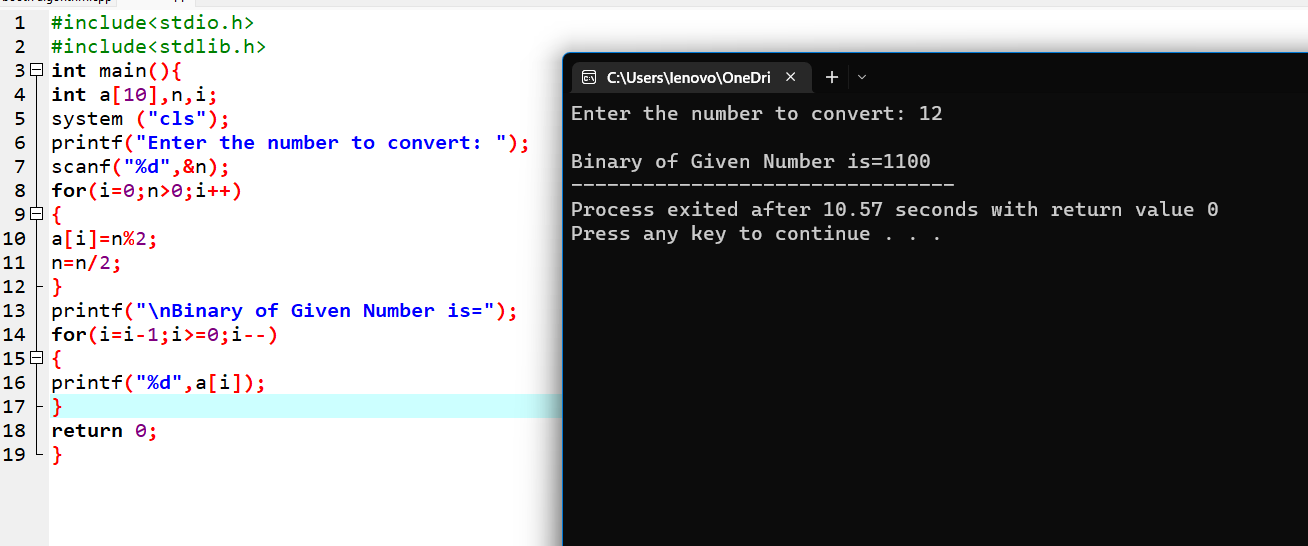 1 #include<stdio.h>
2 #include<stdlib.h>
3 int main(){
4 int a[10],n,i;
5 system ("cls");
6 printf("Enter the number to convert: ");
7 scanf("%d",&n);
8 for(i=0;n>0;i++)
9 {
10 a[i]=n%2;
11 n=n/2;
12 }
13 printf("\nBinary of Given Number is=");
14 for(i=i-1;i>=0;i--)
15 {
16 printf("%d",a[i]);
17 }
18 return 0;
19 }
C:\Users\lenovo\OneDri
Enter the number to convert: 12
Binary of Given Number is=1100
--------------------------------
Process exited after 10.57 seconds with return value 0
Press any key to continue . . .